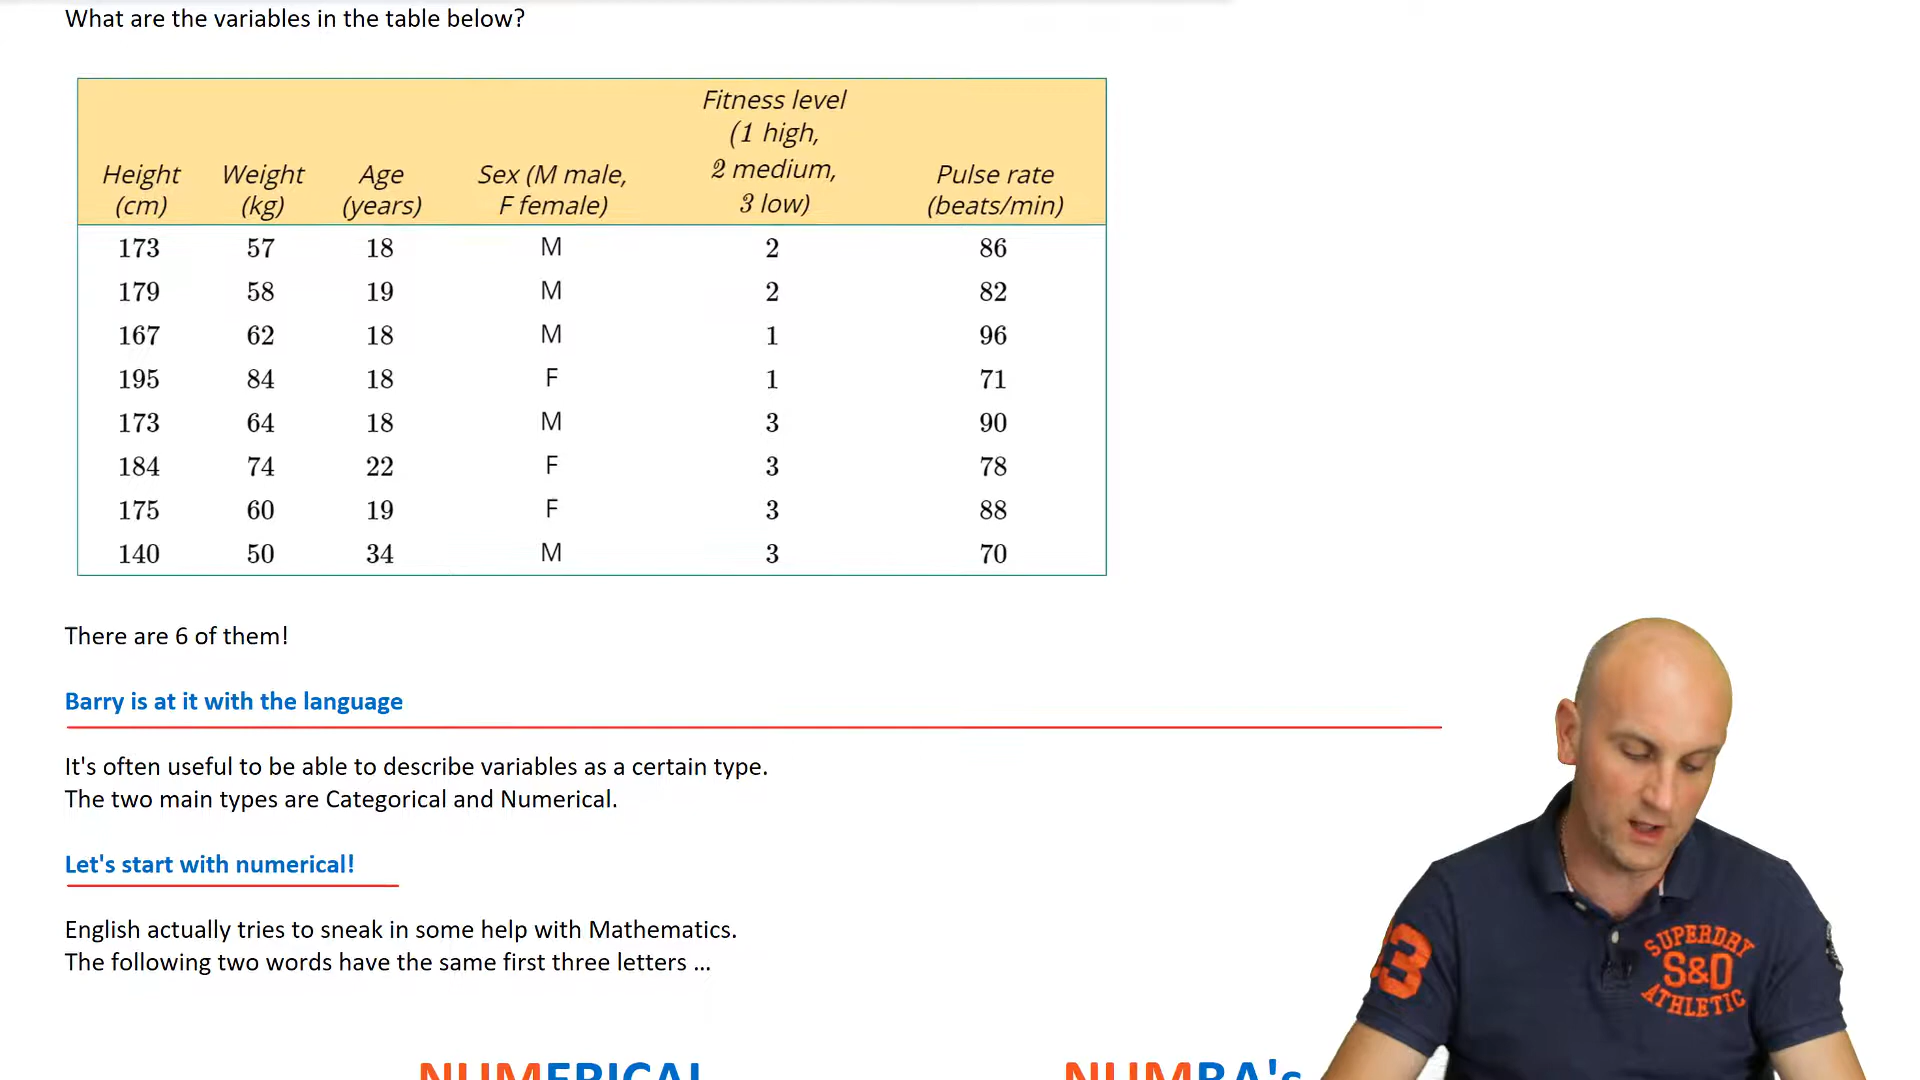 What are the variables in the table below?
Height (cm) Weight (kg) Age (years) Sex (M male, F female) Fitness level (1 high, 2 medium, 3 low) Pulse rate (beats/min)
173 57 18 M 2 86
179 58 19 M 2 82
167 62 18 M 1 96
195 84 18 F 1 71
173 64 18 M 3 90
184 74 22 F 3 78
175 60 19 F 3 88
140 50 34 M 3 70
There are 6 of them!
Barry is at it with the language
It's often useful to be able to describe variables as a certain type.
The two main types are Categorical and Numerical.
Let's start with numerical!
English actually tries to sneak in some help with Mathematics.
The following two words have the same first three letters ...
NUMERICAL NUMBA's
SUPERDRY
S&D
ATHLETIC